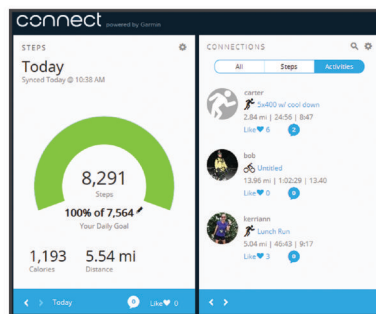 connect powered by Garmin
STEPS
Today
Synced Today @ 10:38 AM
8,291
Steps
100% of 7,564
Your Daily Goal
1,193
Calories
5.54 mi
Distance
< > Today 0 Like 0
CONNECTIONS
All Steps Activities
carter
5x400 w/ cool down
2.84 mi | 24:56 | 8:47
Like 6 2
bob
Untitled
13.96 mi | 1:02:29 | 13.40
Like 0 0
kerriann
Lunch Run
5.04 mi | 46:43 | 9:17
Like 3 0
< >